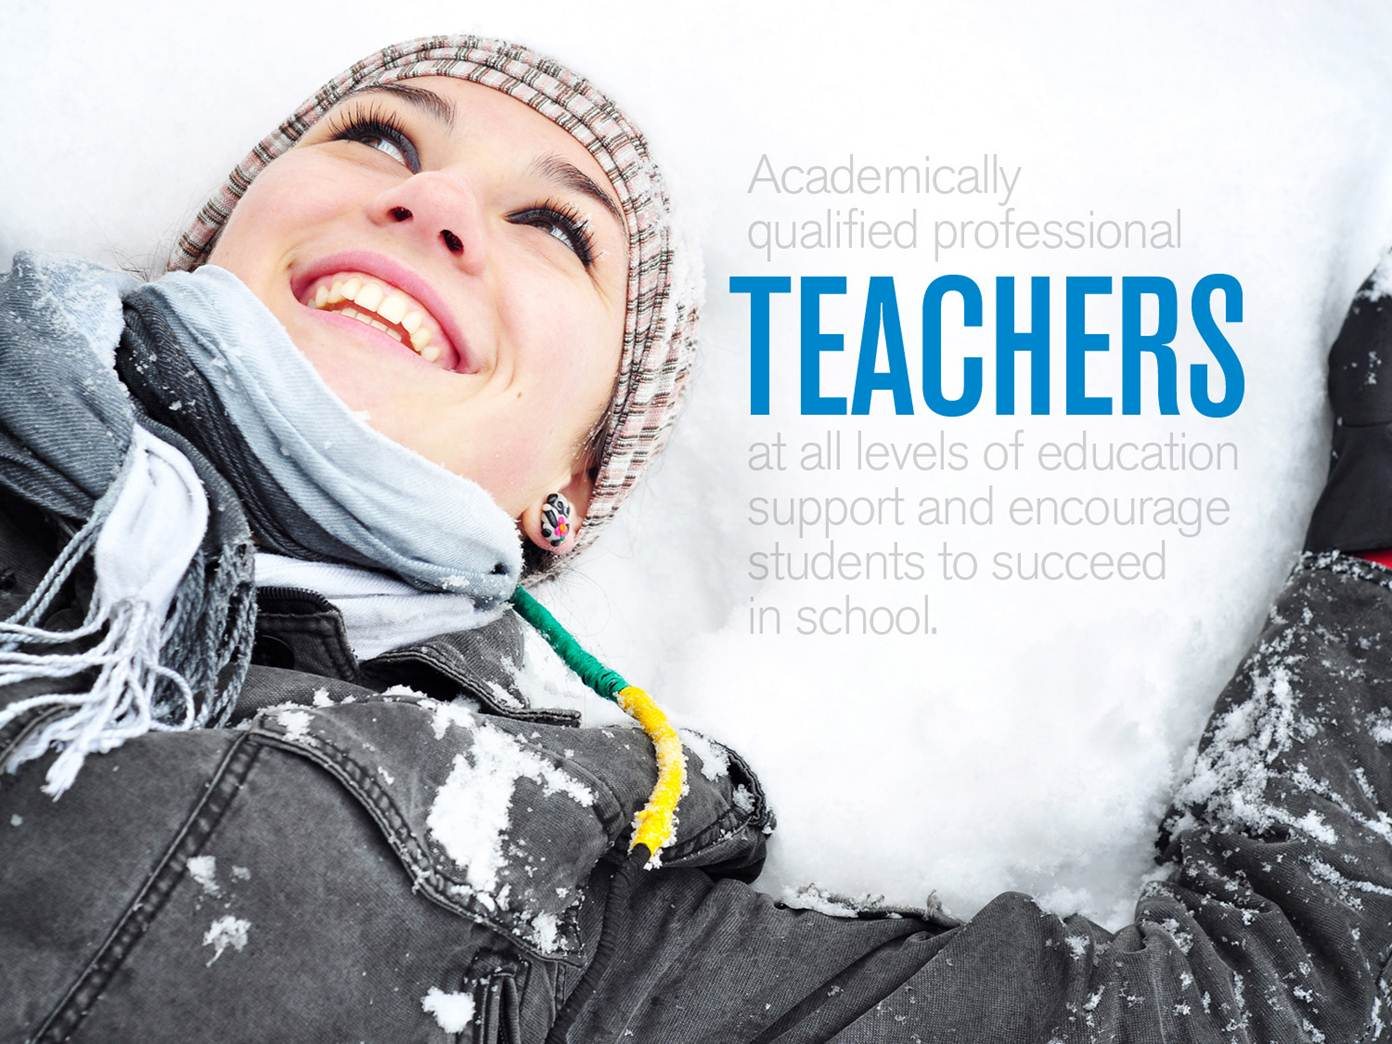 Academically
qualified professional
TEACHERS
at all levels of education
support and encourage
students to succeed
in school.